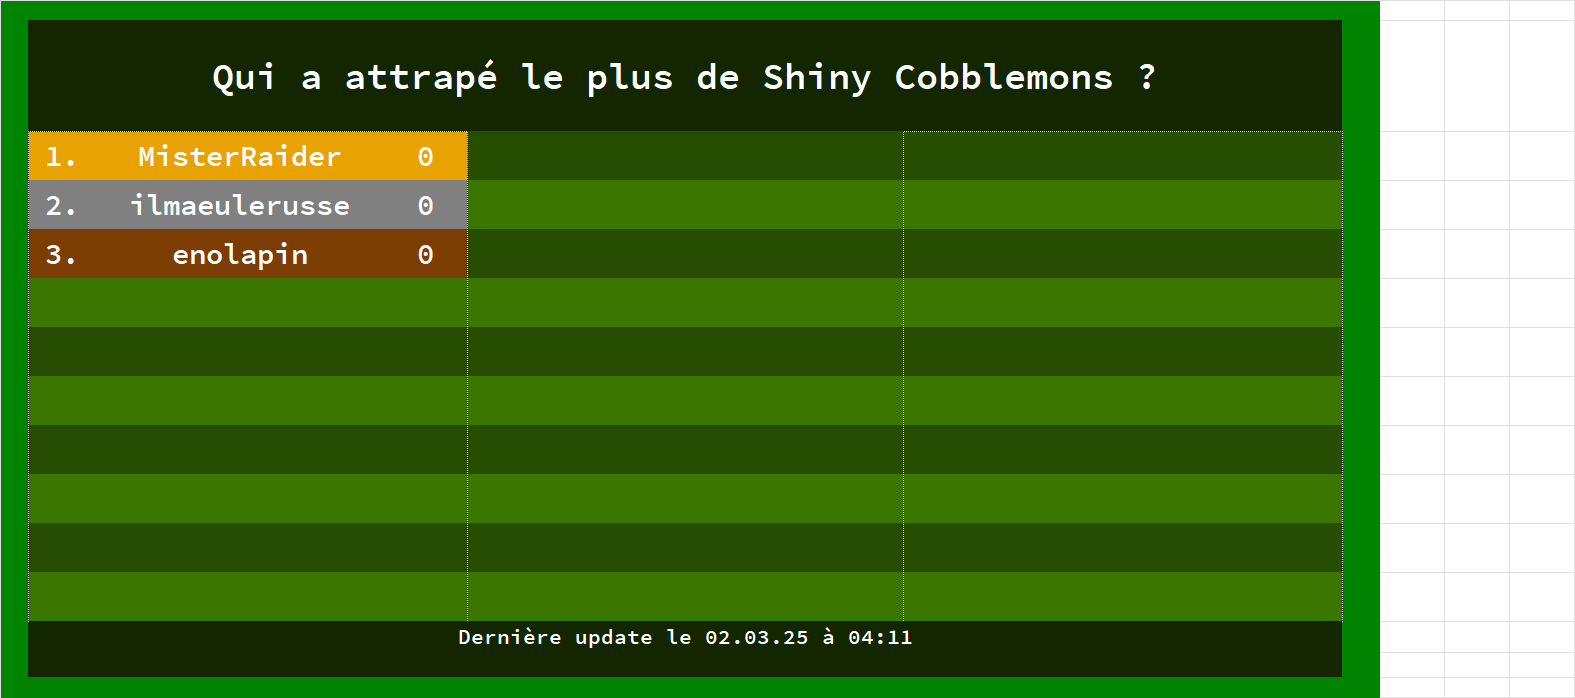 Qui a attrapé le plus de Shiny Cobblemons ?
1. MisterRaider 0
2. ilmaeulerusse 0
3. enolapin 0
Dernière update le 02.03.25 à 04:11